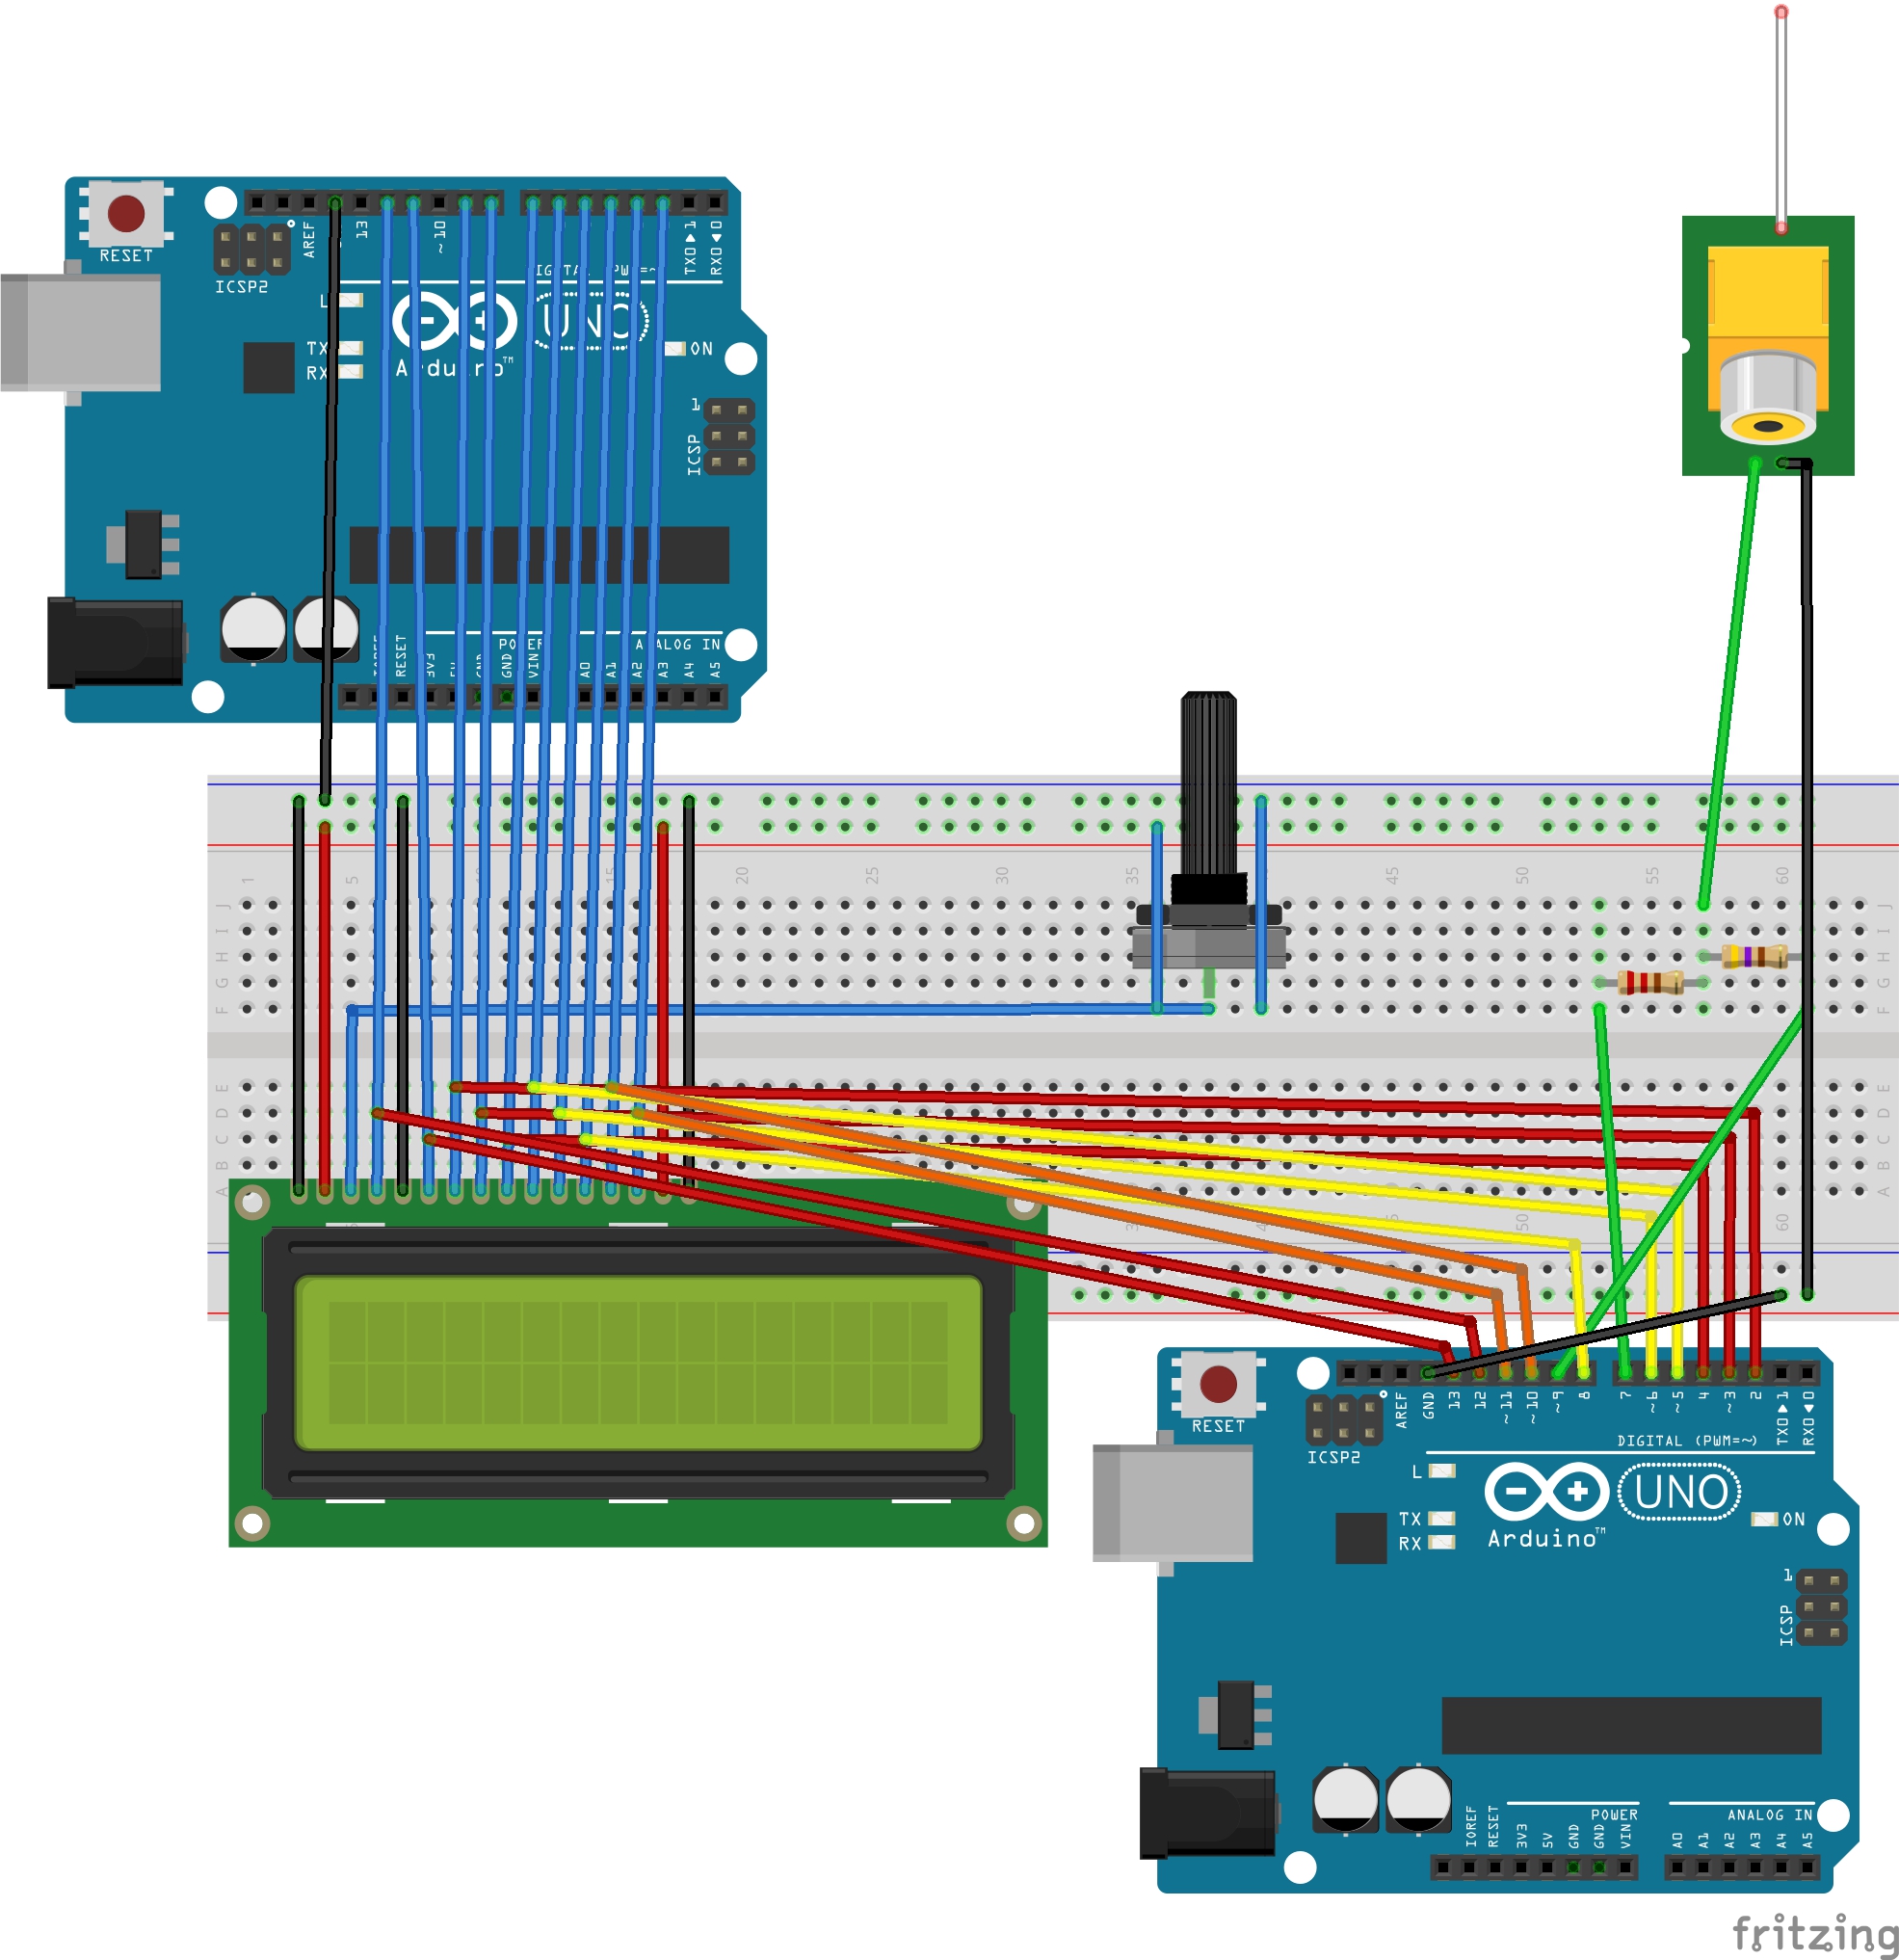 RESET
ICSP2
AREF
13
~10
TX0▶1
RX0◀0
L
TX
RX
UNO
Arduino™
ON
1
ICSP
RESET
3V3
GND
VIN
A0
A1
A2
A3
A4
A5
1
5
15
20
25
30
35
45
50
55
60
J
I
H
G
F
J
I
H
G
F
E
D
C
B
A
E
D
C
B
A
50
60
RESET
ICSP2
AREF
GND
13
12
~11
~10
~9
8
7
~6
~5
4
~3
2
TX0▶1
RX0◀0
DIGITAL (PWM=~)
L
TX
RX
UNO
Arduino™
ON
1
ICSP
POWER
ANALOG IN
IOREF
RESET
3V3
5V
GND
GND
VIN
A0
A1
A2
A3
A4
A5
fritzing